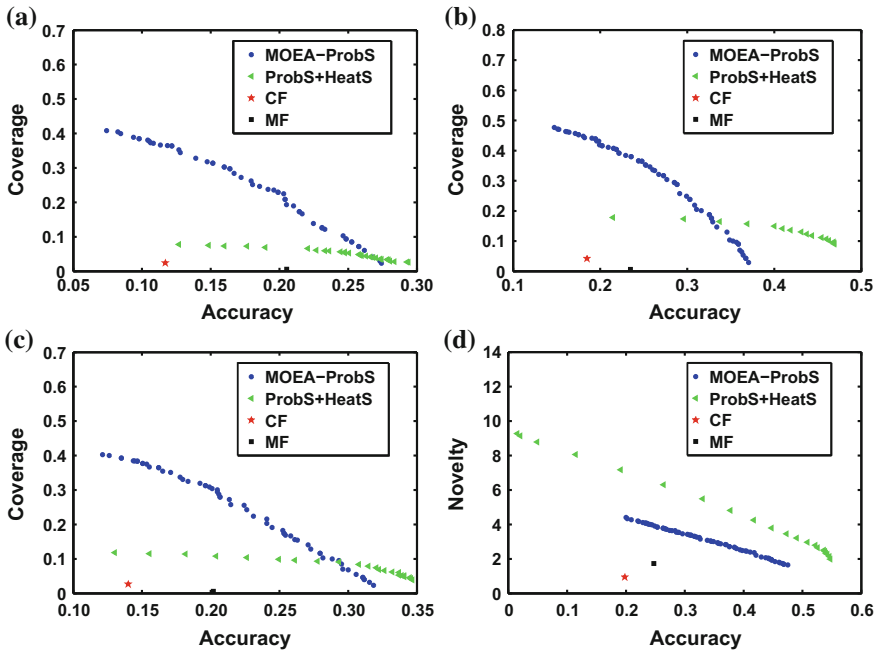 (a)
0.7
0.6
0.5
0.4
0.3
0.2
0.1
0
0.05
0.10
0.15
0.20
0.25
0.30
Coverage
Accuracy
MOEA−ProbS
ProbS+HeatS
CF
MF
(b)
0.8
0.7
0.6
0.5
0.4
0.3
0.2
0.1
0
0.1
0.2
0.3
0.4
0.5
Coverage
Accuracy
MOEA−ProbS
ProbS+HeatS
CF
MF
(c)
0.7
0.6
0.5
0.4
0.3
0.2
0.1
0
0.10
0.15
0.20
0.25
0.30
0.35
Coverage
Accuracy
MOEA−ProbS
ProbS+HeatS
CF
MF
(d)
14
12
10
8
6
4
2
0
0
0.1
0.2
0.3
0.4
0.5
0.6
Novelty
Accuracy
MOEA−ProbS
ProbS+HeatS
CF
MF